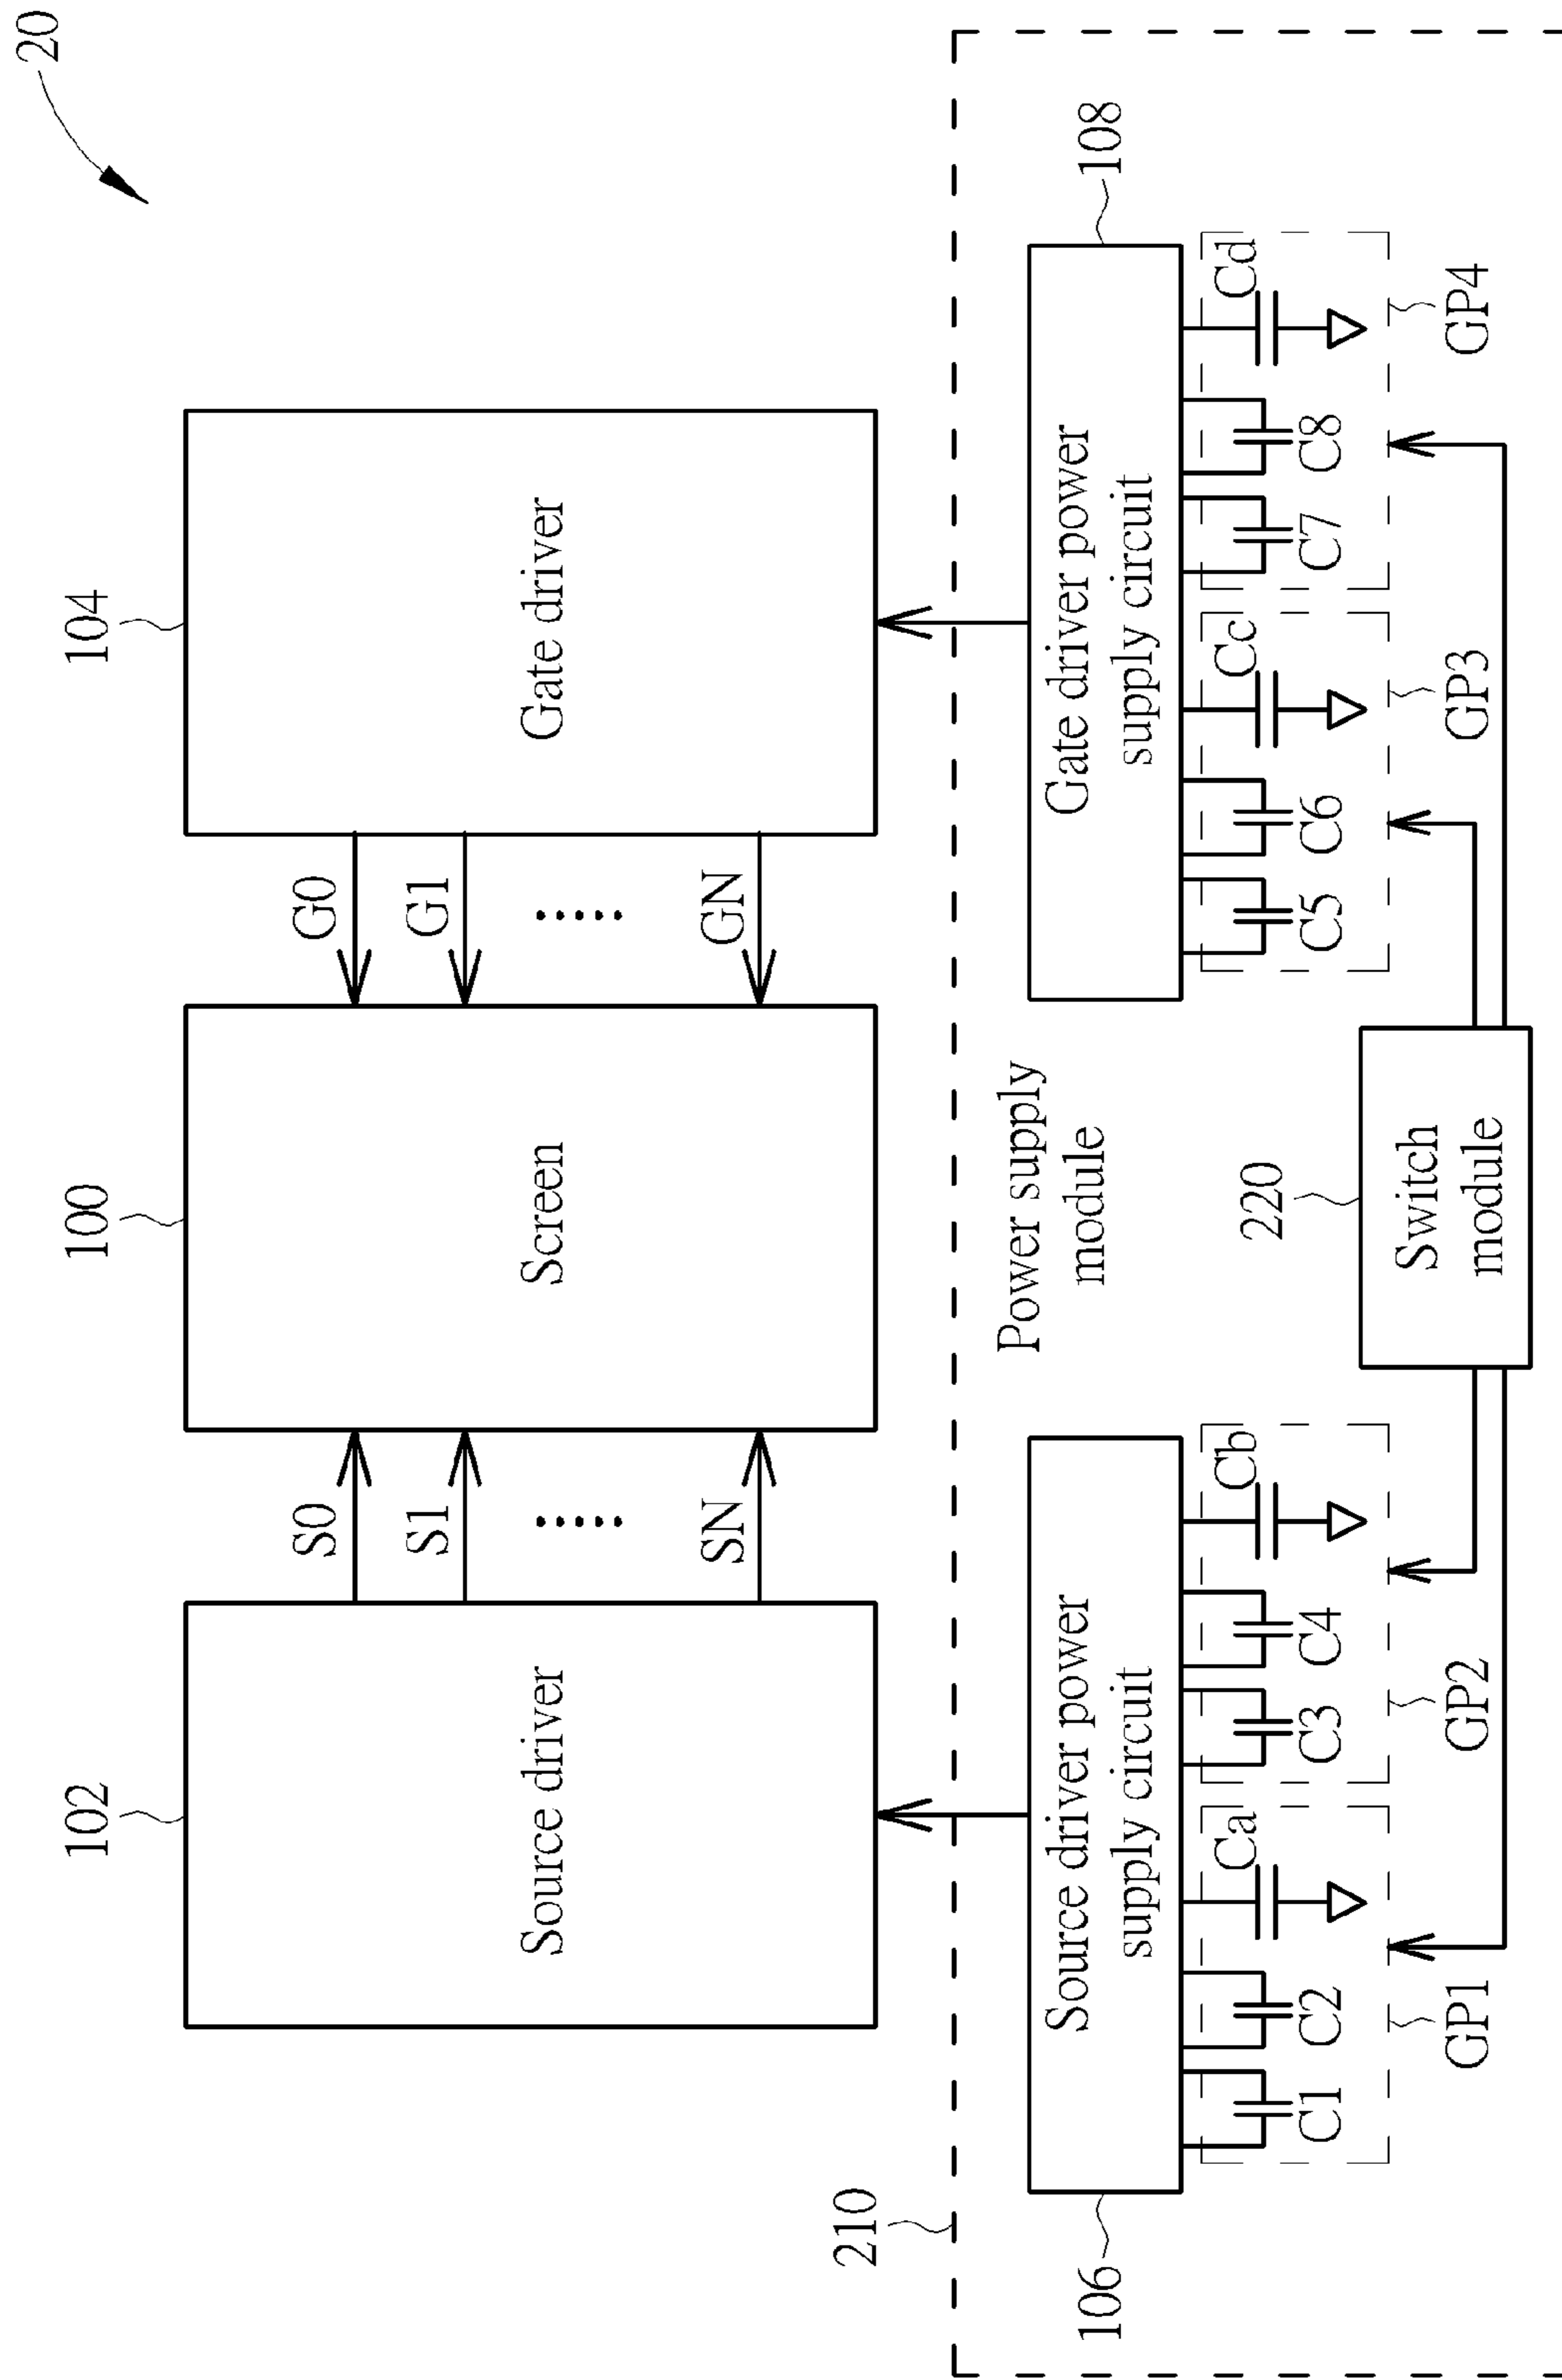 20
102
100
104
Source driver
Screen
Gate driver
S0
S1
SN
G0
G1
GN
210
Power supply
module
106
Source driver power
supply circuit
108
Gate driver power
supply circuit
C1
C2
Ca
C3
C4
Cb
C5
C6
Cc
C7
C8
Cd
GP1
GP2
GP3
GP4
220
Switch
module